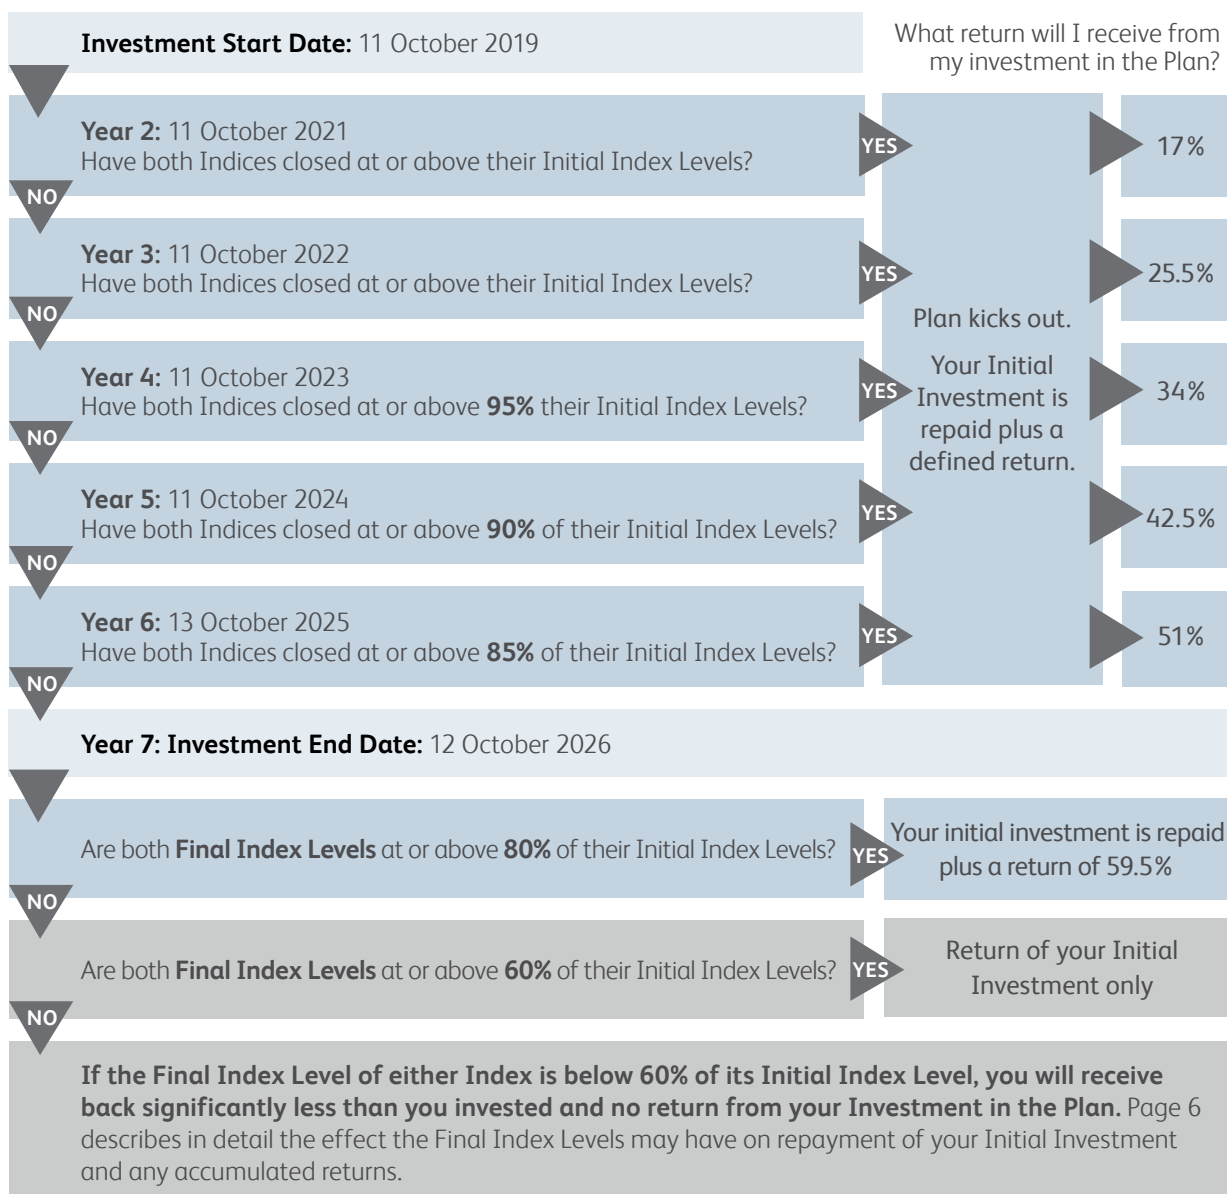 Investment Start Date: 11 October 2019
What return will I receive from
my investment in the Plan?
Year 2: 11 October 2021
Have both Indices closed at or above their Initial Index Levels?
YES
17%
NO
Year 3: 11 October 2022
Have both Indices closed at or above their Initial Index Levels?
YES
25.5%
NO
Plan kicks out.
Your Initial
Investment is
repaid plus a
defined return.
Year 4: 11 October 2023
Have both Indices closed at or above 95% their Initial Index Levels?
YES
34%
NO
Year 5: 11 October 2024
Have both Indices closed at or above 90% of their Initial Index Levels?
YES
42.5%
NO
Year 6: 13 October 2025
Have both Indices closed at or above 85% of their Initial Index Levels?
YES
51%
NO
Year 7: Investment End Date: 12 October 2026
Are both Final Index Levels at or above 80% of their Initial Index Levels?
YES
Your initial investment is repaid
plus a return of 59.5%
NO
Are both Final Index Levels at or above 60% of their Initial Index Levels?
YES
Return of your Initial
Investment only
NO
If the Final Index Level of either Index is below 60% of its Initial Index Level, you will receive
back significantly less than you invested and no return from your Investment in the Plan. Page 6
describes in detail the effect the Final Index Levels may have on repayment of your Initial Investment
and any accumulated returns.